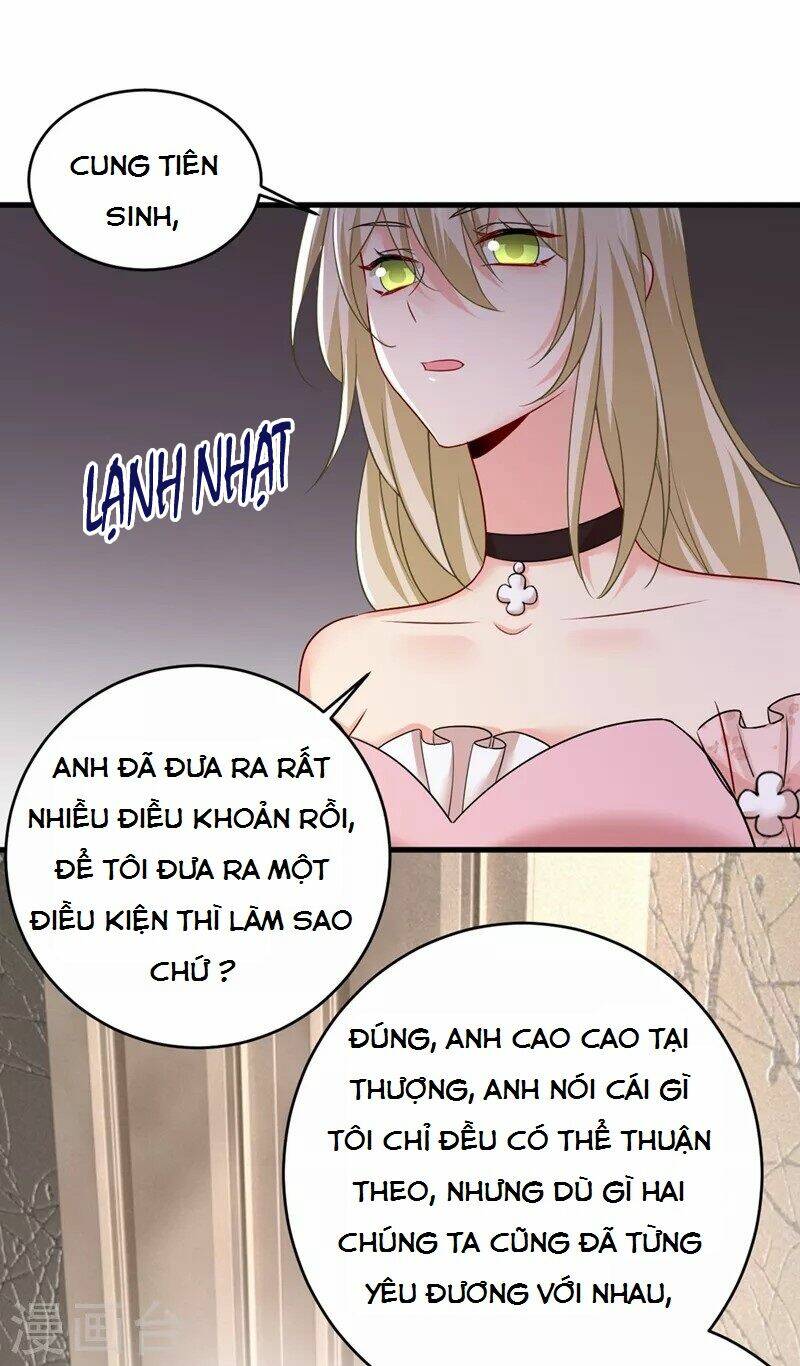 CUNG TIÊN
SINH,
LẠNH NHẠT
ANH ĐÃ ĐƯA RA RẤT
NHIỀU ĐIỀU KHOẢN RỒI,
ĐỂ TÔI ĐƯA RA MỘT
ĐIỀU KIỆN THÌ LÀM SAO
CHỨ ?
ĐÚNG, ANH CAO CAO TẠI
THƯỢNG, ANH NÓI CÁI GÌ
TÔI CHỈ ĐỀU CÓ THỂ THUẬN
THEO, NHƯNG DÙ GÌ HAI
CHÚNG TA CŨNG ĐÃ TỪNG
YÊU ĐƯƠNG VỚI NHAU,
漫画台